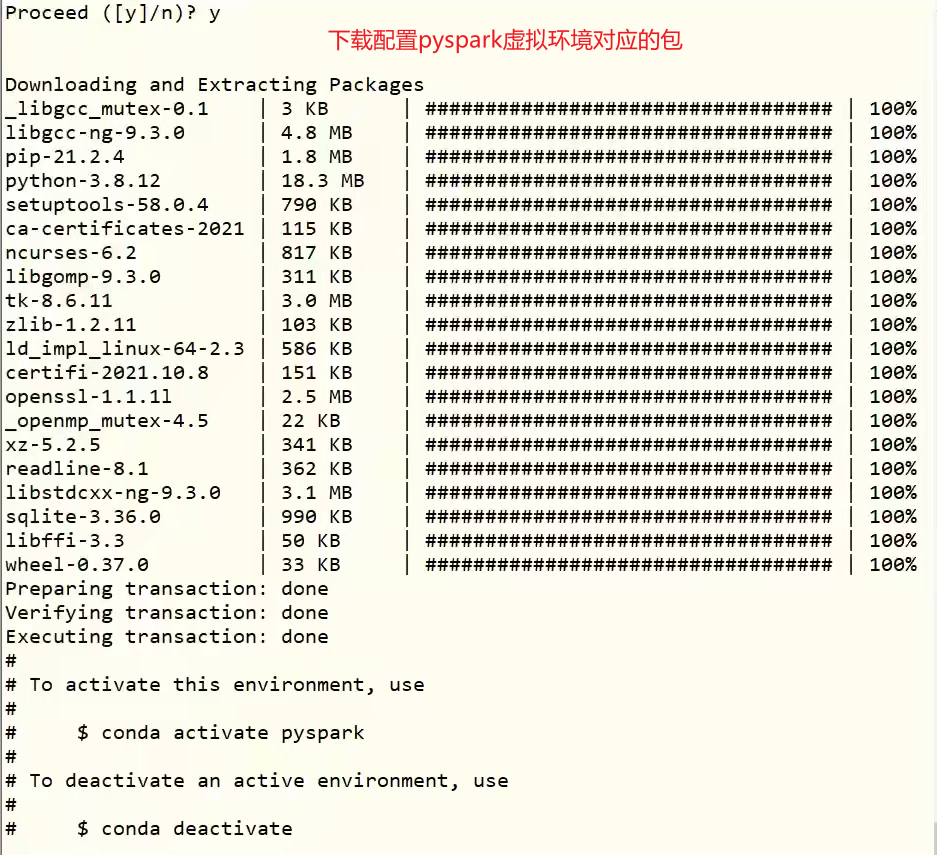 Proceed ([y]/n)? y
下载配置pyspark虚拟环境对应的包
Downloading and Extracting Packages
_libgcc_mutex-0.1    | 3 KB      | ################################## | 100%
libgcc-ng-9.3.0      | 4.8 MB    | ################################## | 100%
pip-21.2.4           | 1.8 MB    | ################################## | 100%
python-3.8.12        | 18.3 MB   | ################################## | 100%
setuptools-58.0.4    | 790 KB    | ################################## | 100%
ca-certificates-2021 | 115 KB    | ################################## | 100%
ncurses-6.2          | 817 KB    | ################################## | 100%
libgomp-9.3.0        | 311 KB    | ################################## | 100%
tk-8.6.11            | 3.0 MB    | ################################## | 100%
zlib-1.2.11          | 103 KB    | ################################## | 100%
ld_impl_linux-64-2.3 | 586 KB    | ################################## | 100%
certifi-2021.10.8    | 151 KB    | ################################## | 100%
openssl-1.1.1l       | 2.5 MB    | ################################## | 100%
_openmp_mutex-4.5    | 22 KB     | ################################## | 100%
xz-5.2.5             | 341 KB    | ################################## | 100%
readline-8.1         | 362 KB    | ################################## | 100%
libstdcxx-ng-9.3.0   | 3.1 MB    | ################################## | 100%
sqlite-3.36.0        | 990 KB    | ################################## | 100%
libffi-3.3           | 50 KB     | ################################## | 100%
wheel-0.37.0         | 33 KB     | ################################## | 100%
Preparing transaction: done
Verifying transaction: done
Executing transaction: done
#
# To activate this environment, use
#
#     $ conda activate pyspark
#
# To deactivate an active environment, use
#
#     $ conda deactivate